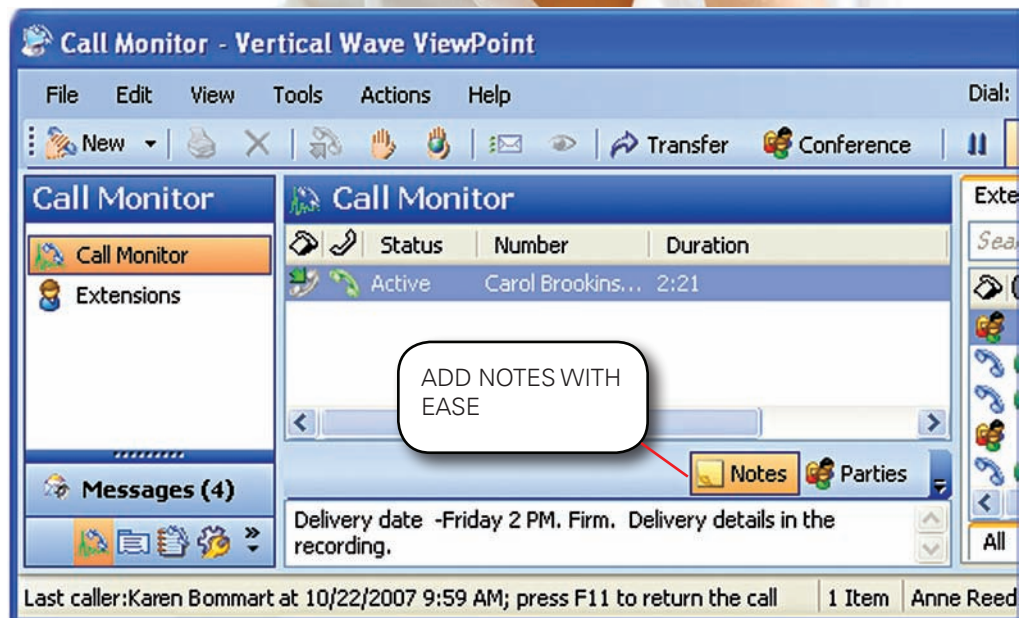 Call Monitor - Vertical Wave ViewPoint
File Edit View Tools Actions Help Dial:
New Transfer Conference
Call Monitor
Call Monitor
Extensions
Messages (4)
Call Monitor
Status Number Duration
Active Carol Brookins... 2:21
ADD NOTES WITH
EASE
Notes Parties
Delivery date -Friday 2 PM. Firm. Delivery details in the
recording.
Exte
Sea
All
Last caller:Karen Bommart at 10/22/2007 9:59 AM; press F11 to return the call 1 Item Anne Reed